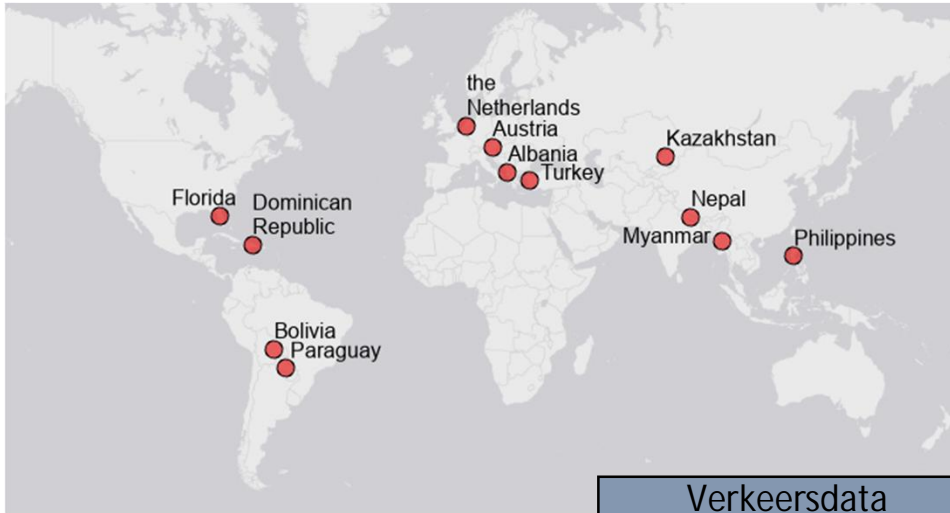 the
Netherlands
Austria
Albania
Turkey
Kazakhstan
Florida
Dominican
Republic
Nepal
Myanmar
Philippines
Bolivia
Paraguay
Verkeersdata